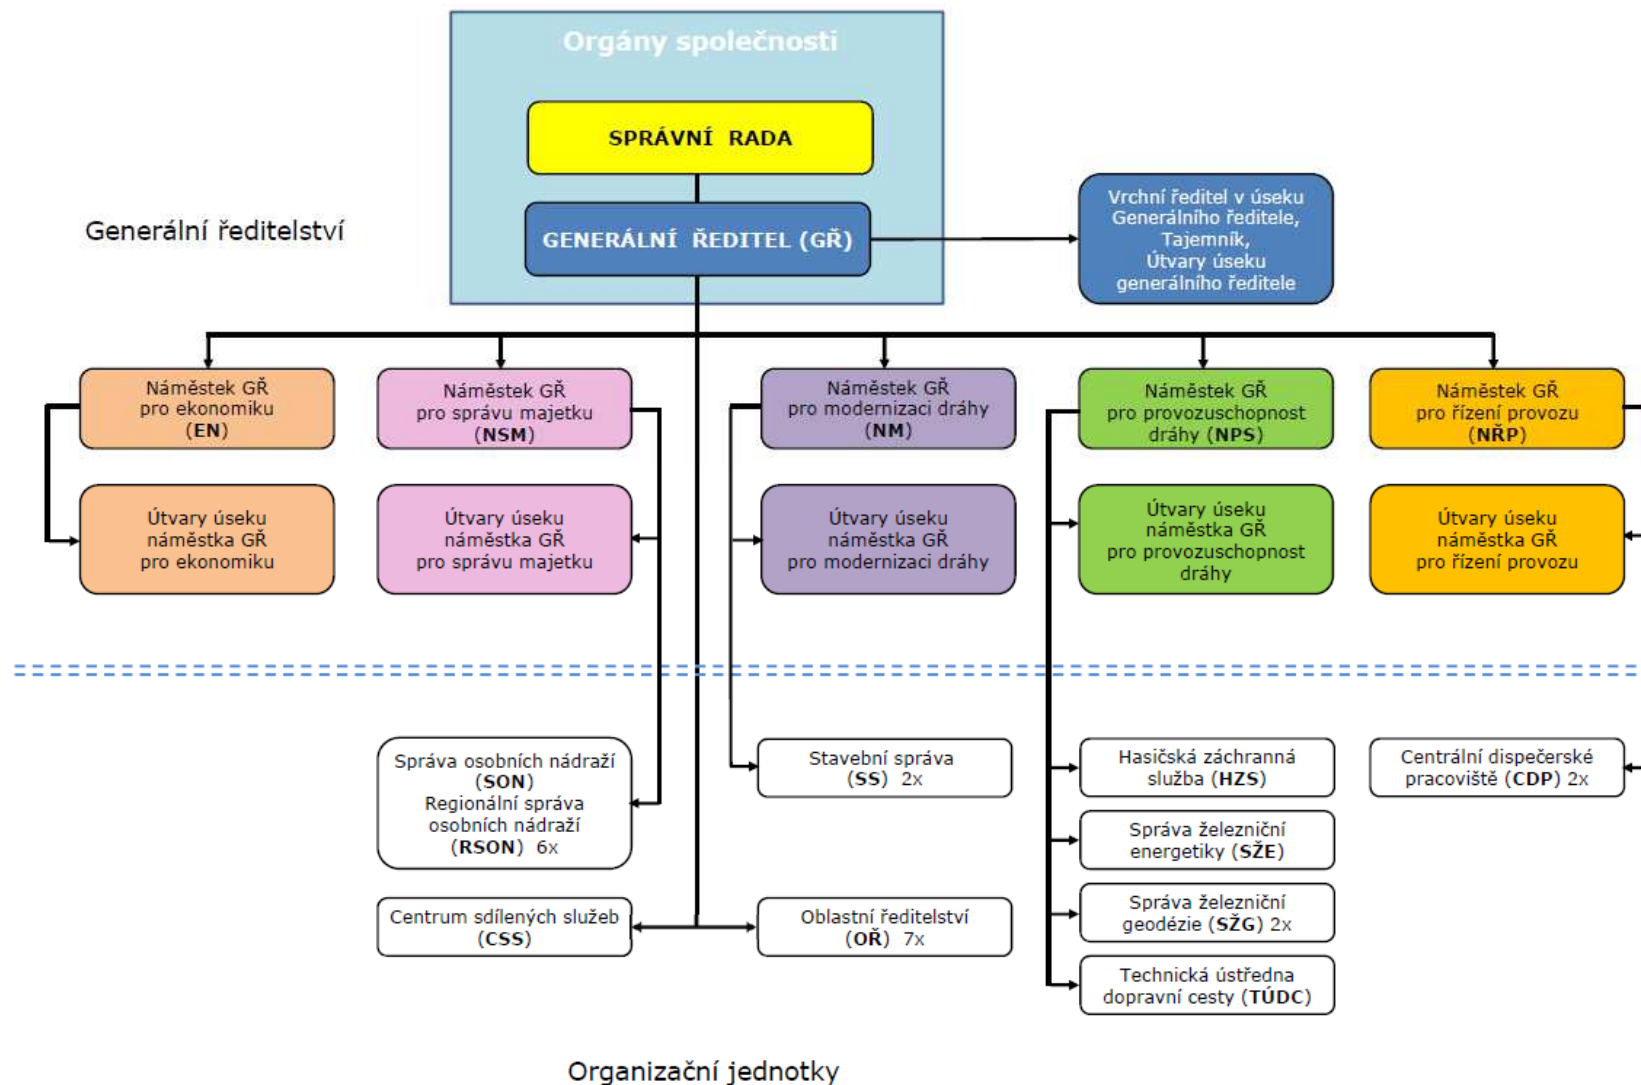 Orgány společnosti
SPRÁVNÍ RADA
GENERÁLNÍ ŘEDITEL (GŘ)
Generální ředitelství
Vrchní ředitel v úseku
Generálního ředitele,
Tajemník,
Útvary úseku
generálního ředitele
Náměstek GŘ
pro ekonomiku
(EN)
Náměstek GŘ
pro správu majetku
(NSM)
Náměstek GŘ
pro modernizaci dráhy
(NM)
Náměstek GŘ
pro provozuschopnost
dráhy (NPS)
Náměstek GŘ
pro řízení provozu
(NŘP)
Útvary úseku
náměstka GŘ
pro ekonomiku
Útvary úseku
náměstka GŘ
pro správu majetku
Útvary úseku
náměstka GŘ
pro modernizaci dráhy
Útvary úseku
náměstka GŘ
pro provozuschopnost
dráhy
Útvary úseku
náměstka GŘ
pro řízení provozu
Správa osobních nádraží
(SON)
Regionální správa
osobních nádraží
(RSON) 6x
Stavební správa
(SS) 2x
Hasičská záchranná
služba (HZS)
Centrální dispečerské
pracoviště (CDP) 2x
Správa železniční
energetiky (SŽE)
Centrum sdílených služeb
(CSS)
Oblastní ředitelství
(OŘ) 7x
Správa železniční
geodézie (SŽG) 2x
Technická ústředna
dopravní cesty (TÚDC)
Organizační jednotky